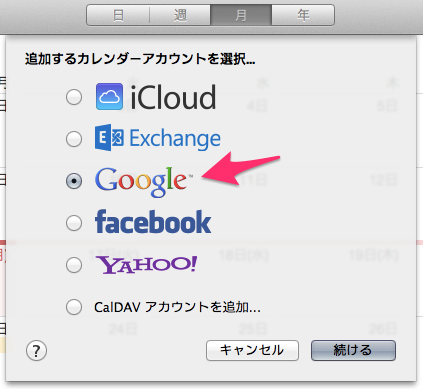 日 週 月 年
追加するカレンダーアカウントを選択...
iCloud
Exchange
Google™
facebook
YAHOO!
CalDAV アカウントを追加...
? キャンセル 続ける